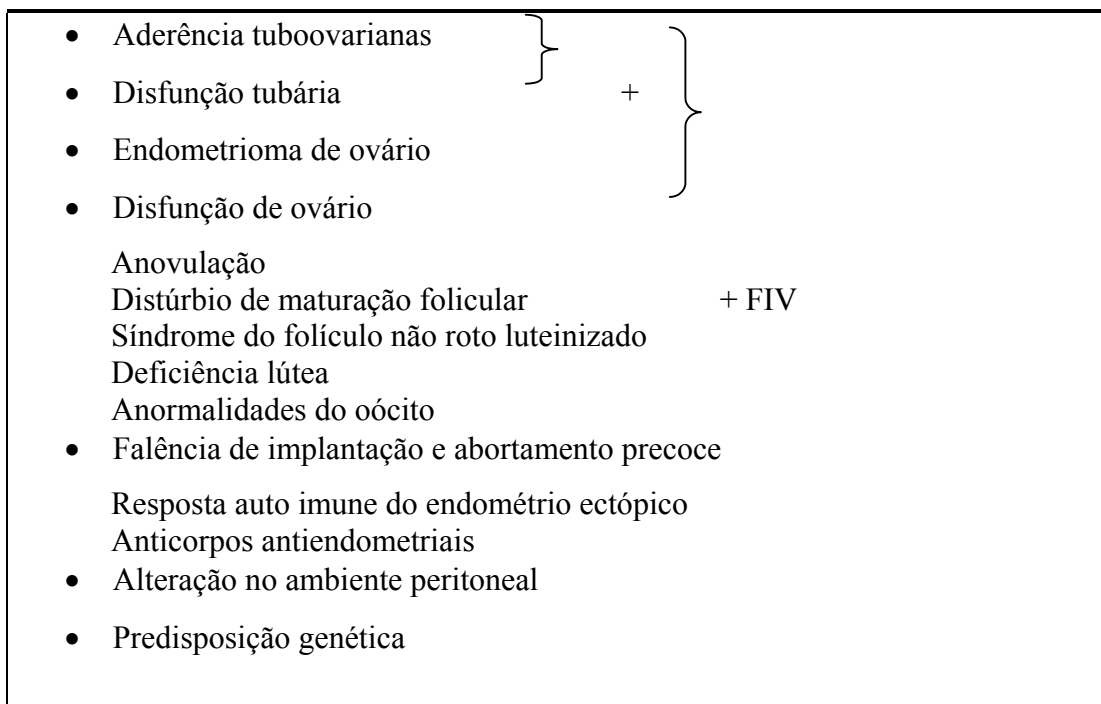 • Aderência tuboovarianas
• Disfunção tubária +
• Endometrioma de ovário
• Disfunção de ovário
Anovulação
Distúrbio de maturação folicular + FIV
Síndrome do folículo não roto luteinizado
Deficiência lútea
Anormalidades do oócito
• Falência de implantação e abortamento precoce
Resposta auto imune do endométrio ectópico
Anticorpos antiendometriais
• Alteração no ambiente peritoneal
• Predisposição genética